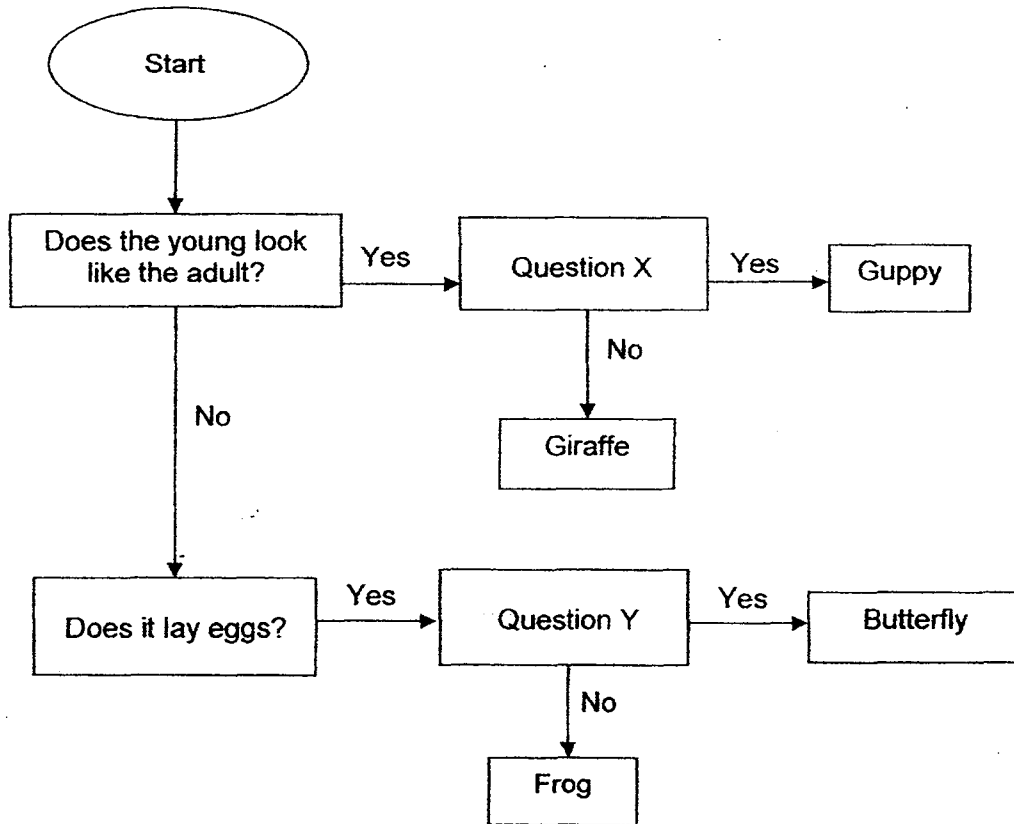 Start
Does the young look
like the adult?
Yes
Question X
Yes
Guppy
No
Giraffe
No
Does it lay eggs?
Yes
Question Y
Yes
Butterfly
No
Frog